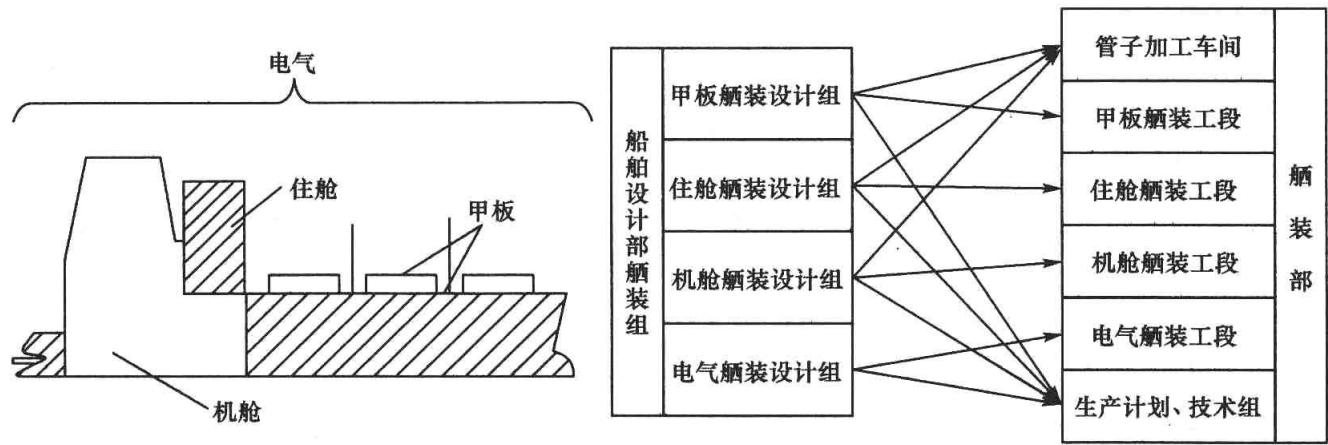 电气
住舱
甲板
机舱
船舶设计部舾装组
甲板舾装设计组
住舱舾装设计组
机舱舾装设计组
电气舾装设计组
管子加工车间
甲板舾装工段
住舱舾装工段
机舱舾装工段
电气舾装工段
生产计划、技术组
舾装部